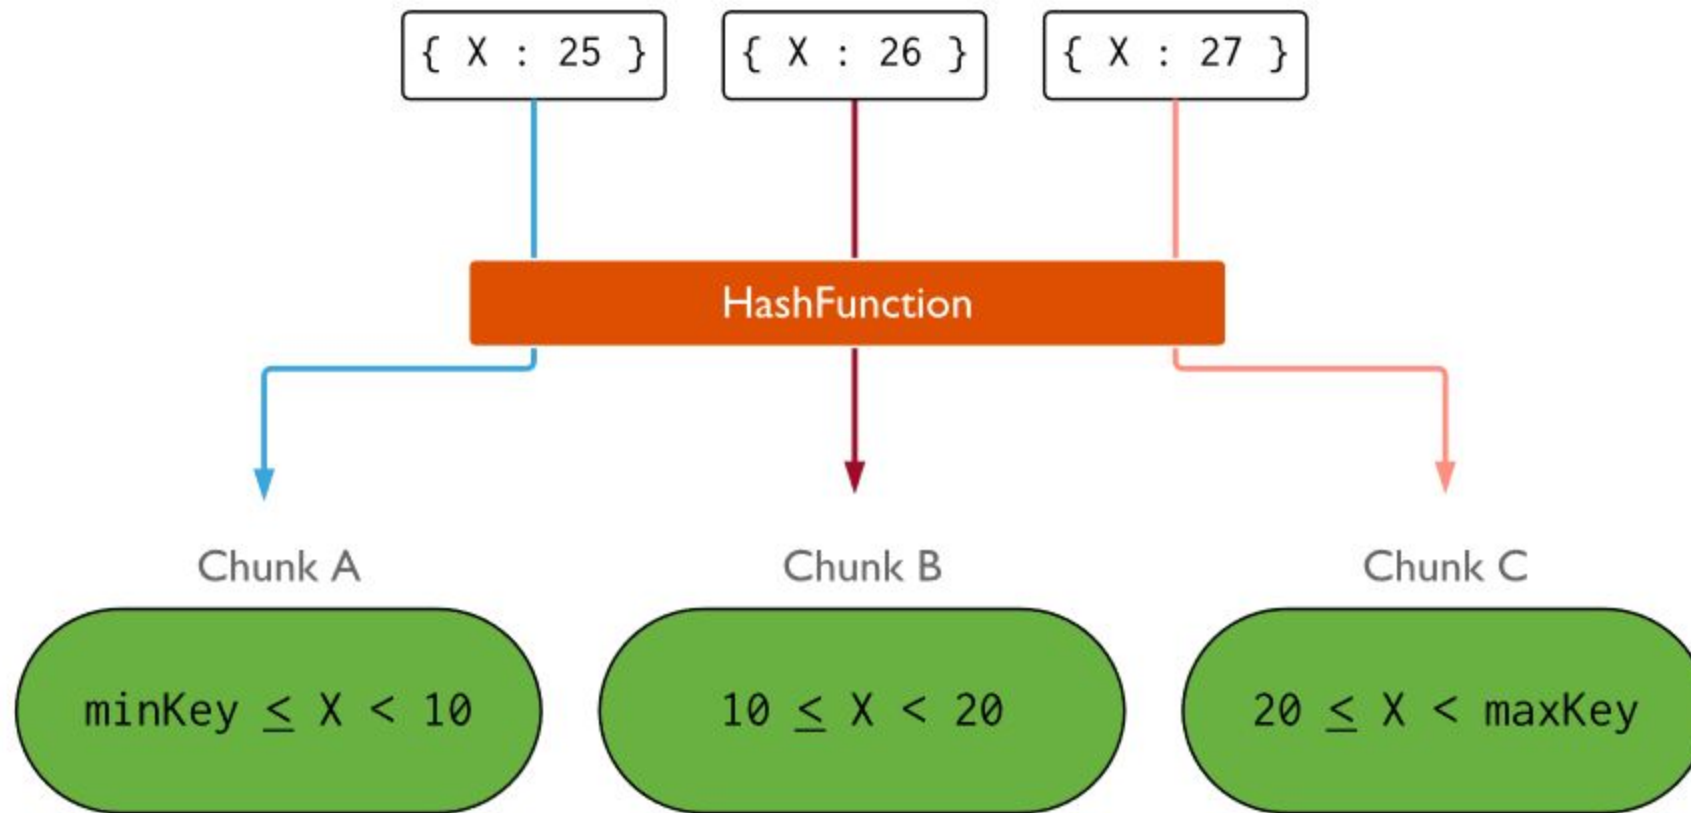 { X : 25 }
{ X : 26 }
{ X : 27 }
HashFunction
Chunk A
Chunk B
Chunk C
minKey ≤ X < 10
10 ≤ X < 20
20 ≤ X < maxKey